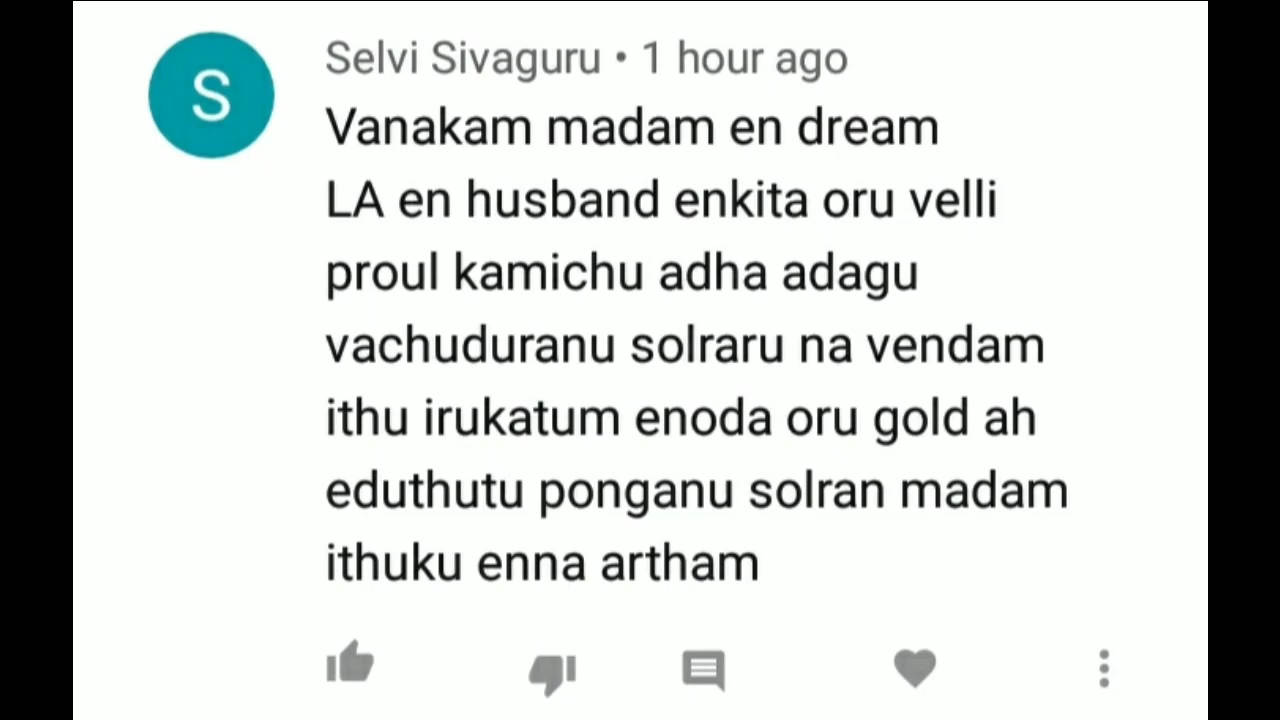 S
Selvi Sivaguru • 1 hour ago
Vanakam madam en dream
LA en husband enkita oru velli
proul kamichu adha adagu
vachuduranu solraru na vendam
ithu irukatum enoda oru gold ah
eduthutu ponganu solran madam
ithuku enna artham